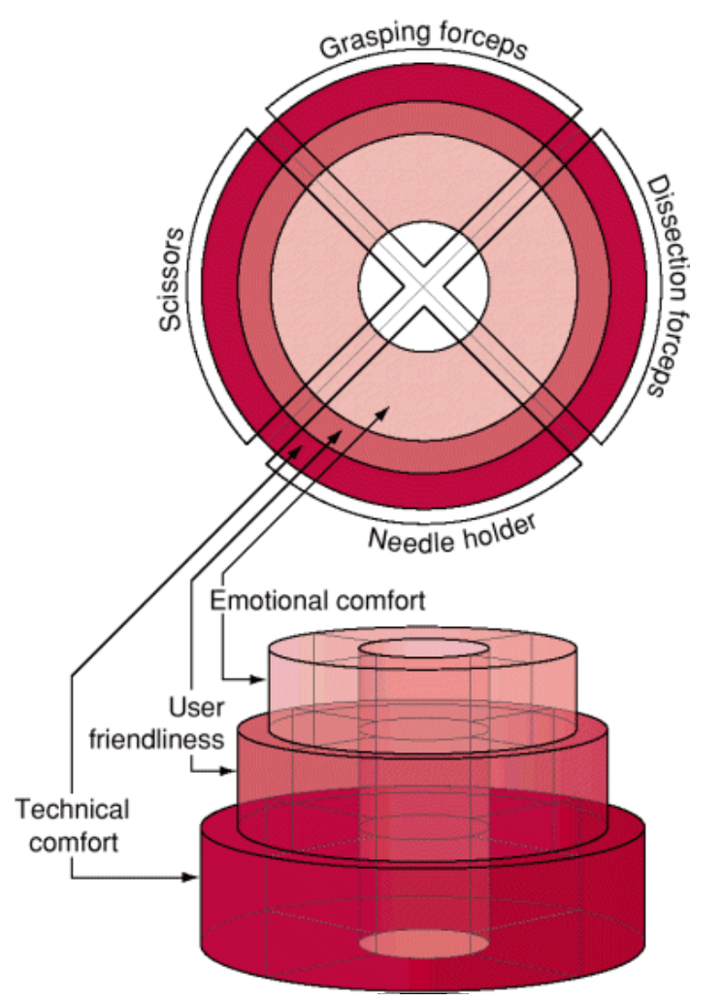 Grasping forceps
Scissors
Dissection forceps
Needle holder
Emotional comfort
User
friendliness
Technical
comfort